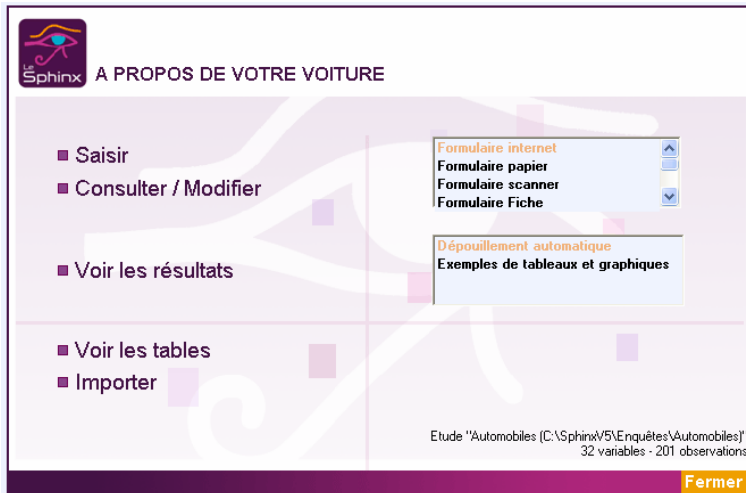 Le
Sphinx
A PROPOS DE VOTRE VOITURE
Saisir
Consulter / Modifier
Formulaire internet
Formulaire papier
Formulaire scanner
Formulaire Fiche
Voir les résultats
Dépouillement automatique
Exemples de tableaux et graphiques
Voir les tables
Importer
Etude "Automobiles (C:\SphinxV5\Enquêtes\Automobiles)"
32 variables - 201 observations
Fermer